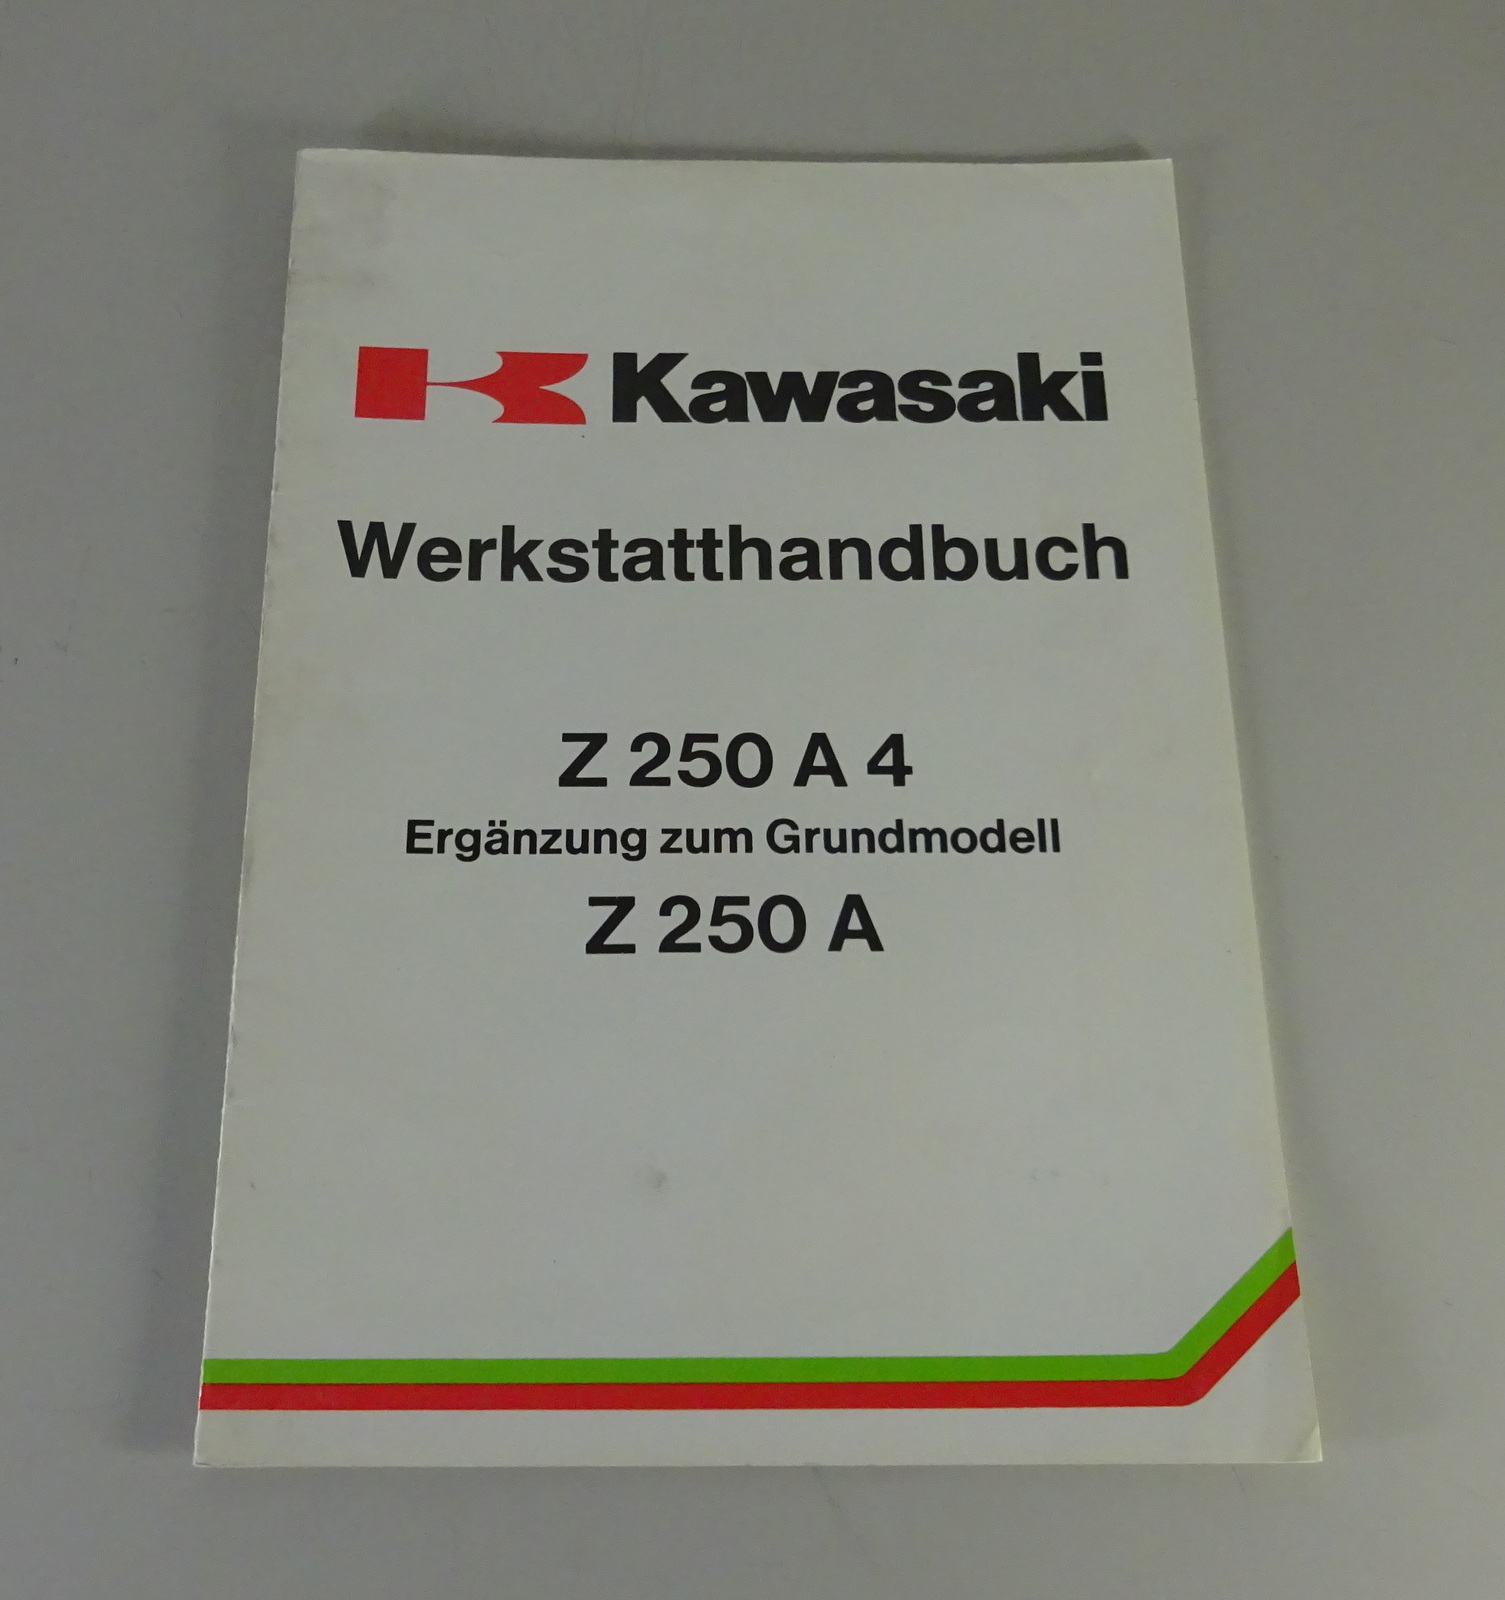 Kawasaki
Werkstatthandbuch
Z 250 A 4
Ergänzung zum Grundmodell
Z 250 A